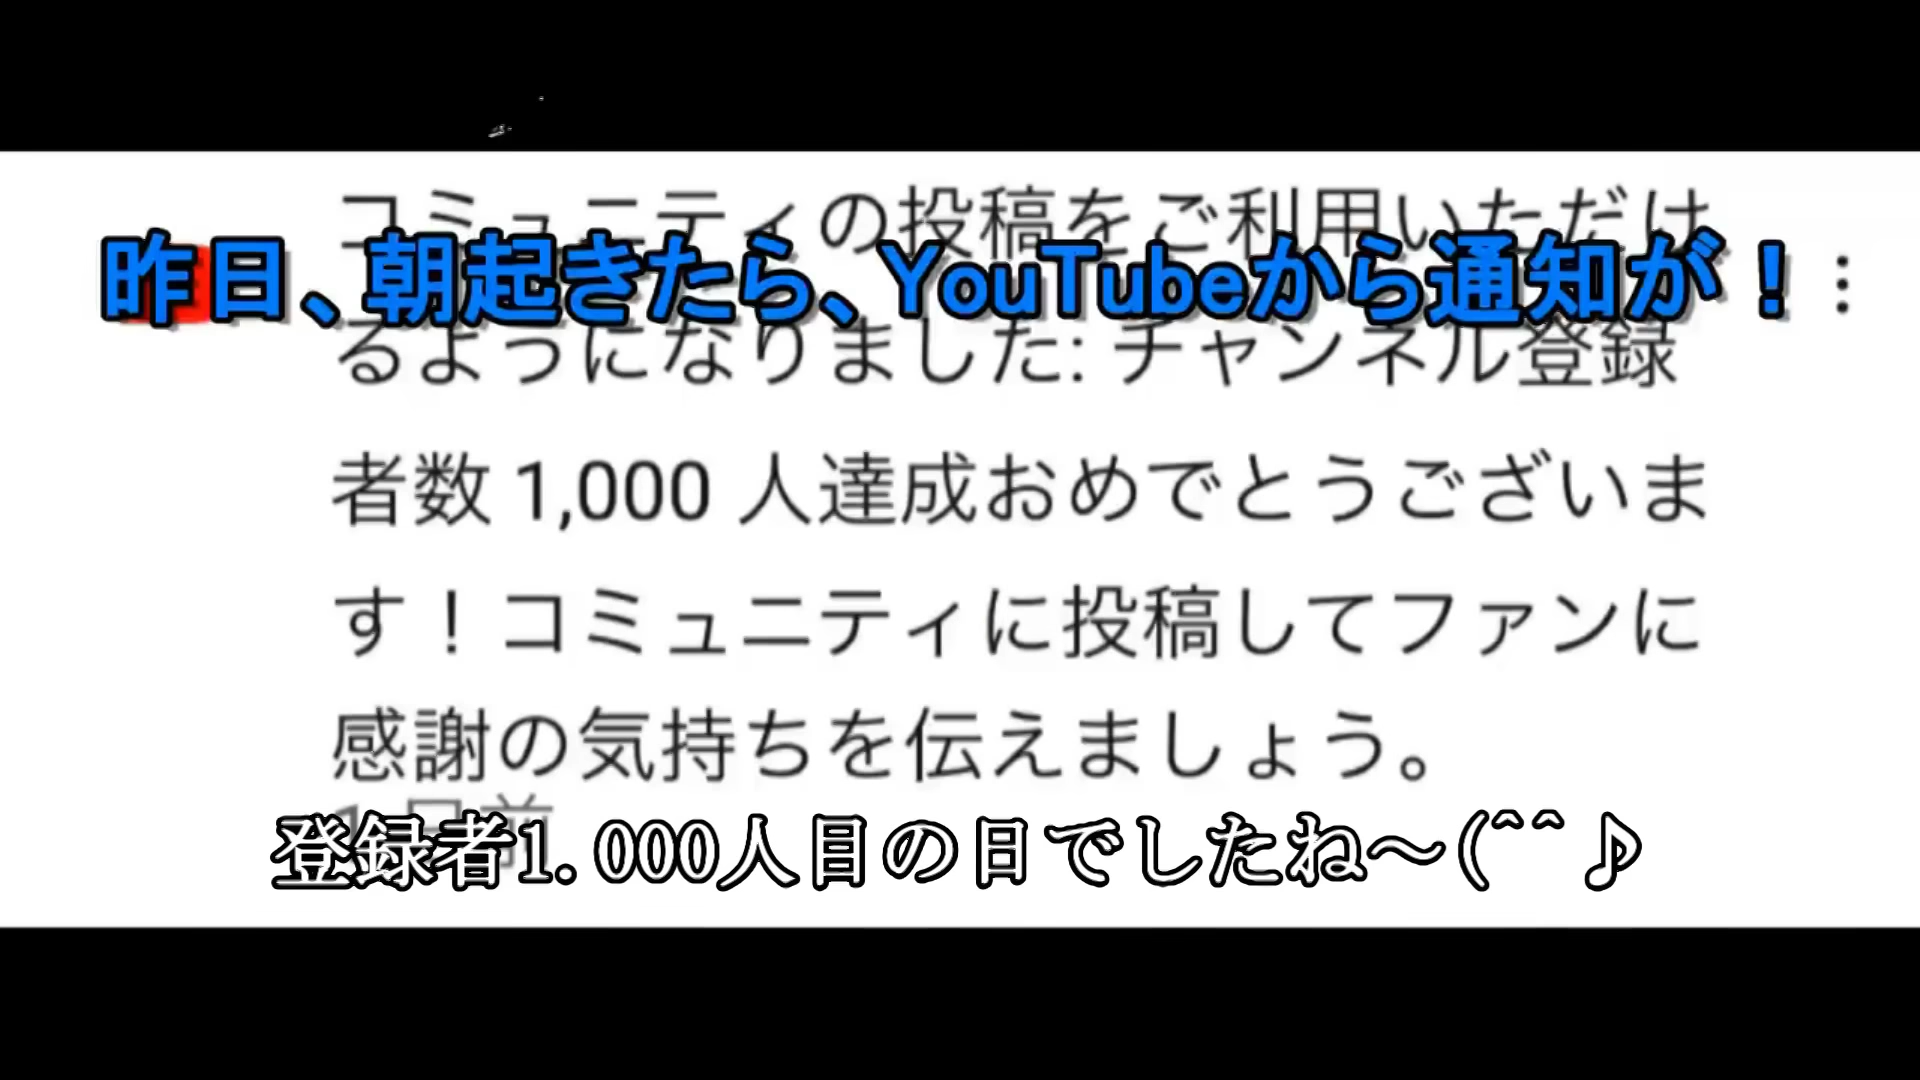 コミュニティの投稿をご利用いただけ
昨日、朝起きたら、YouTubeから通知が！
るようになりました: チャンネル登録
者数 1,000 人達成おめでとうございま
す！コミュニティに投稿してファンに
感謝の気持ちを伝えましょう。
1 日前
登録者1.000人目の日でしたね～(^^♪